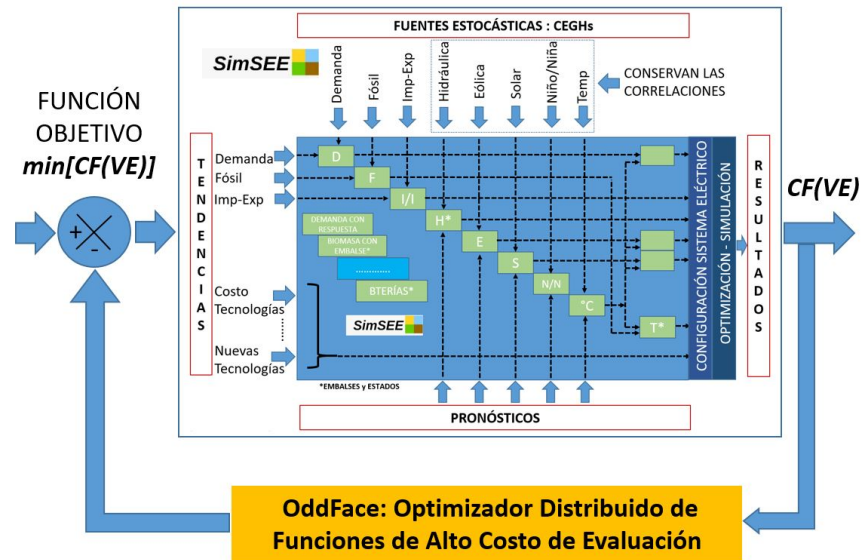 FUENTES ESTOCÁSTICAS : CEGHs
SimSEE
Demanda
Fósil
Imp-Exp
Hidráulica
Eólica
Solar
Niño/Niña
Temp
CONSERVAN LAS
CORRELACIONES
FUNCIÓN
OBJETIVO
min[CF(VE)]
+
-
TENDENCIAS
Demanda
Fósil
Imp-Exp
Costo
Tecnologías
Nuevas
Tecnologías
D
F
I/I
H*
E
S
N/N
°C
T*
DEMANDA CON
RESPUESTA
BIOMASA CON
EMBALSE*
.............
BTERÍAS*
SimSEE
*EMBALSES y ESTADOS
CONFIGURACIÓN SISTEMA ELÉCTRICO
OPTIMIZACIÓN - SIMULACIÓN
RESULTADOS
CF(VE)
PRONÓSTICOS
OddFace: Optimizador Distribuido de
Funciones de Alto Costo de Evaluación